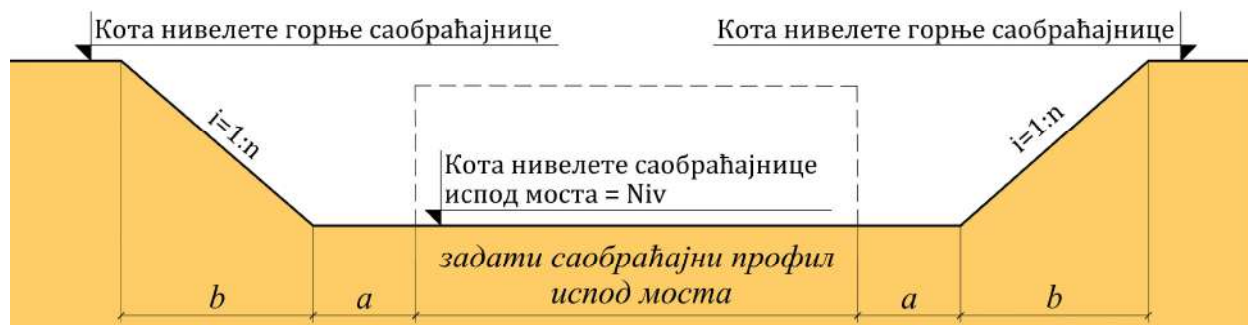 Кота нивелете горње саобраћајнице
Кота нивелете горње саобраћајнице
i=1:n
i=1:n
Кота нивелете саобраћајнице
испод моста = Niv
задати саобраћајни профил
испод моста
b
a
a
b